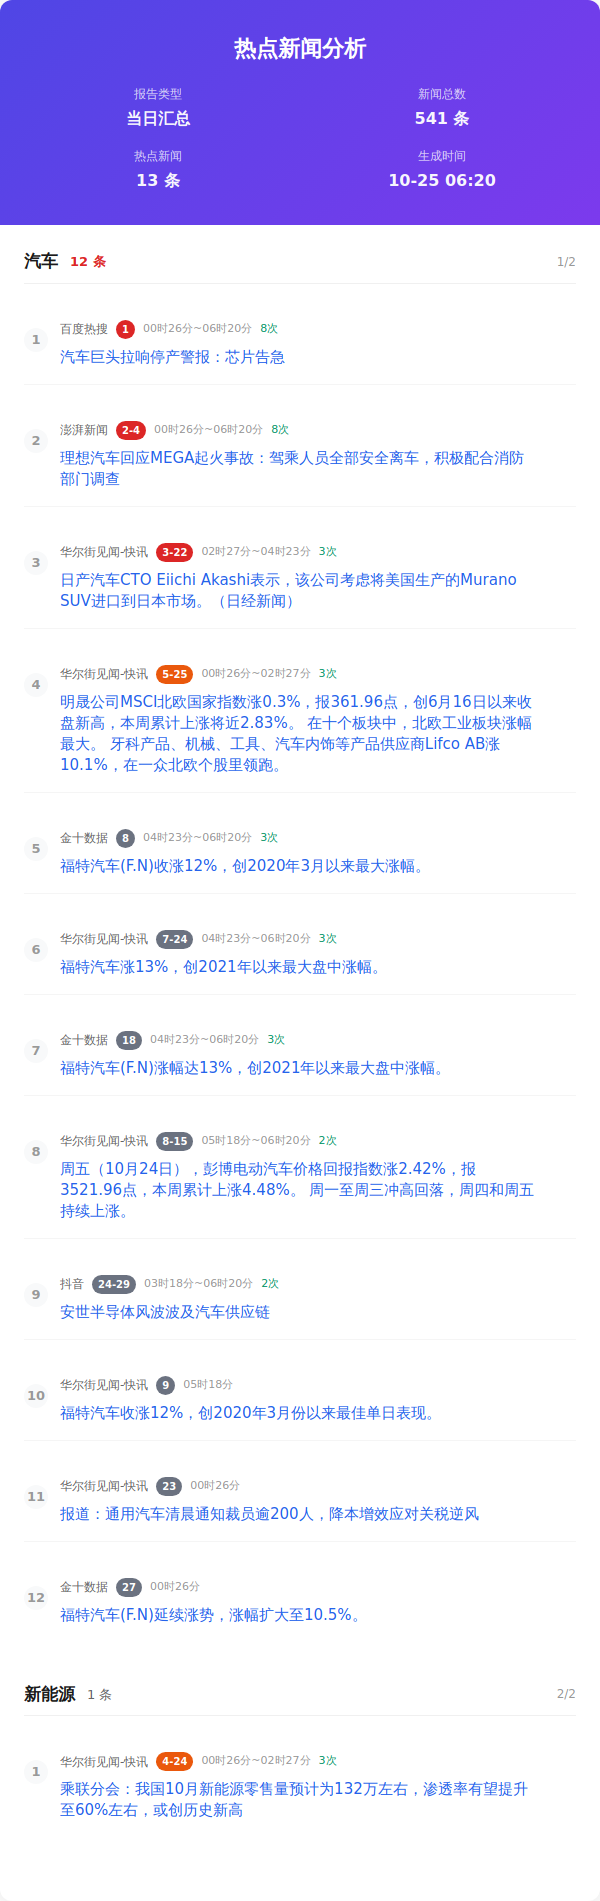 热点新闻分析
报告类型
新闻总数
当日汇总
541 条
热点新闻
生成时间
13 条
10-25 06:20
汽车 12 条 1/2
1 百度热搜 1 00时26分~06时20分 8次
汽车巨头拉响停产警报：芯片告急
2 澎湃新闻 2-4 00时26分~06时20分 8次
理想汽车回应MEGA起火事故：驾乘人员全部安全离车，积极配合消防
部门调查
3 华尔街见闻-快讯 3-22 02时27分~04时23分 3次
日产汽车CTO Eiichi Akashi表示，该公司考虑将美国生产的Murano
SUV进口到日本市场。（日经新闻）
4 华尔街见闻-快讯 5-25 00时26分~02时27分 3次
明晟公司MSCI北欧国家指数涨0.3%，报361.96点，创6月16日以来收
盘新高，本周累计上涨将近2.83%。 在十个板块中，北欧工业板块涨幅
最大。 牙科产品、机械、工具、汽车内饰等产品供应商Lifco AB涨
10.1%，在一众北欧个股里领跑。
5 金十数据 8 04时23分~06时20分 3次
福特汽车(F.N)收涨12%，创2020年3月以来最大涨幅。
6 华尔街见闻-快讯 7-24 04时23分~06时20分 3次
福特汽车涨13%，创2021年以来最大盘中涨幅。
7 金十数据 18 04时23分~06时20分 3次
福特汽车(F.N)涨幅达13%，创2021年以来最大盘中涨幅。
8 华尔街见闻-快讯 8-15 05时18分~06时20分 2次
周五（10月24日），彭博电动汽车价格回报指数涨2.42%，报
3521.96点，本周累计上涨4.48%。 周一至周三冲高回落，周四和周五
持续上涨。
9 抖音 24-29 03时18分~06时20分 2次
安世半导体风波波及汽车供应链
10 华尔街见闻-快讯 9 05时18分
福特汽车收涨12%，创2020年3月份以来最佳单日表现。
11 华尔街见闻-快讯 23 00时26分
报道：通用汽车清晨通知裁员逾200人，降本增效应对关税逆风
12 金十数据 27 00时26分
福特汽车(F.N)延续涨势，涨幅扩大至10.5%。
新能源 1 条 2/2
1 华尔街见闻-快讯 4-24 00时26分~02时27分 3次
乘联分会：我国10月新能源零售量预计为132万左右，渗透率有望提升
至60%左右，或创历史新高